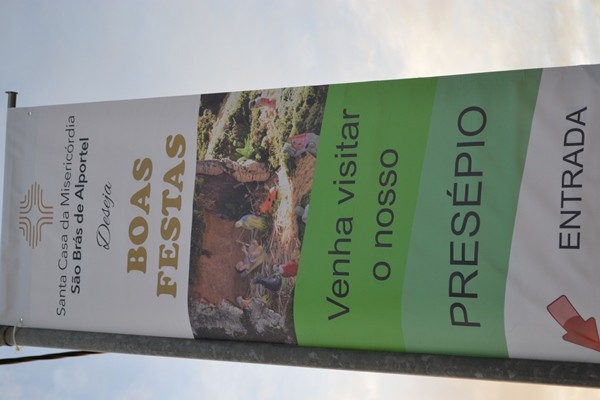 Santa Casa da Misericórdia
São Brás de Alportel
Deseja
BOAS
FESTAS
Venha visitar
o nosso
PRESÉPIO
ENTRADA